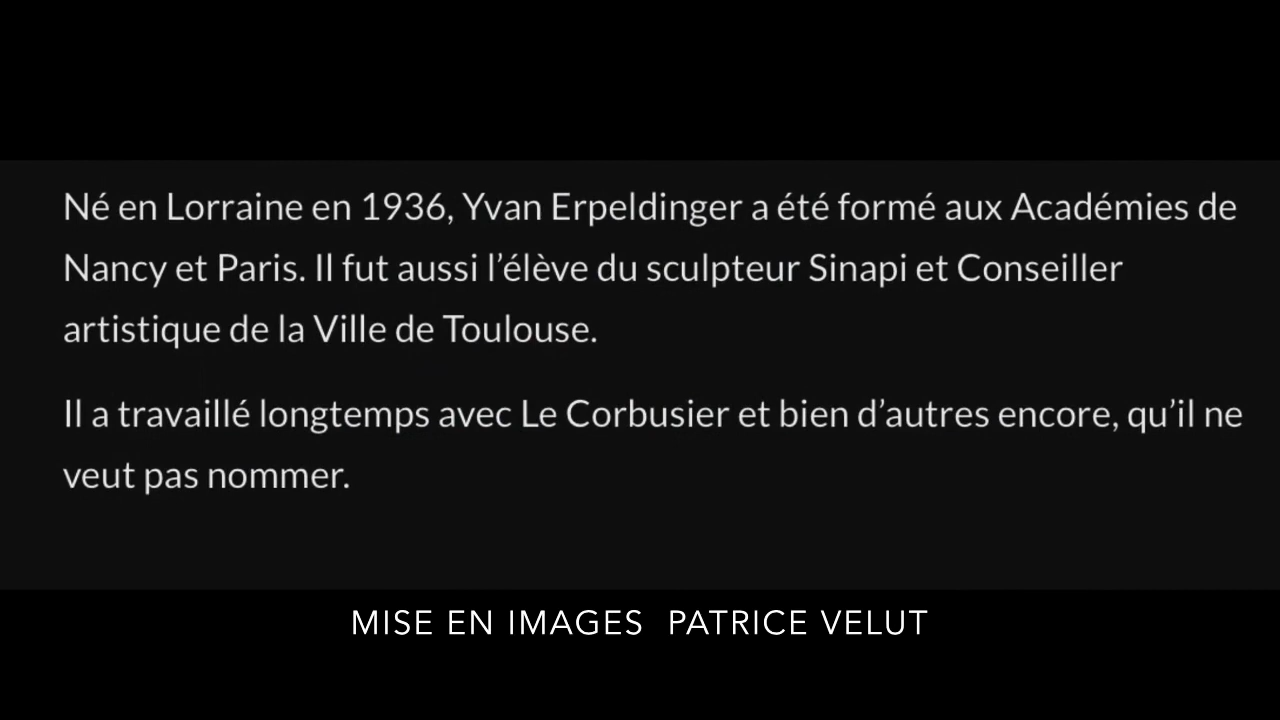 Né en Lorraine en 1936, Yvan Erpeldinger a été formé aux Académies de
Nancy et Paris. Il fut aussi l’élève du sculpteur Sinapi et Conseiller
artistique de la Ville de Toulouse.
Il a travaillé longtemps avec Le Corbusier et bien d’autres encore, qu’il ne
veut pas nommer.
MISE EN IMAGES PATRICE VELUT